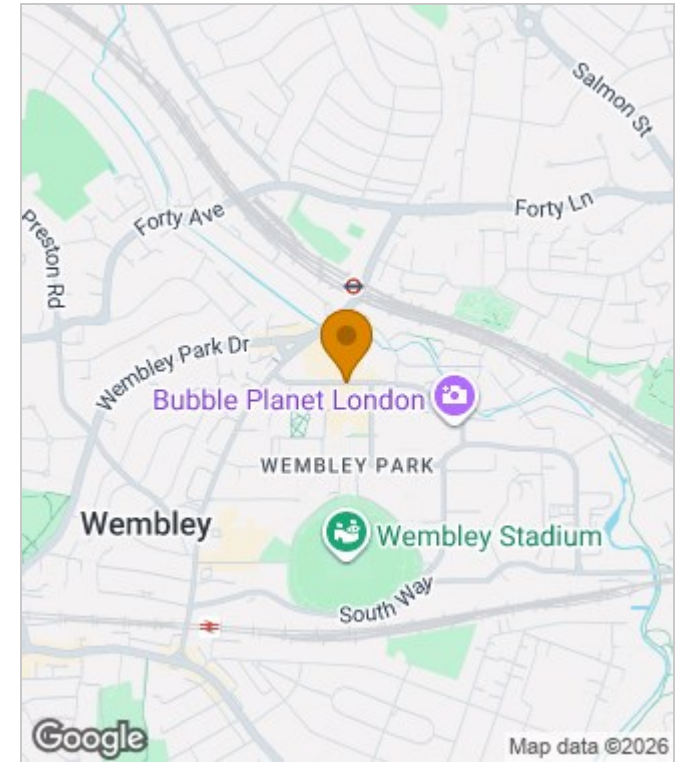 Salmon St
Forty Ave
Forty Ln
Preston Rd
Wembley Park Dr
Bubble Planet London
WEMBLEY PARK
Wembley
Wembley Stadium
South Way
Google
Map data ©2026